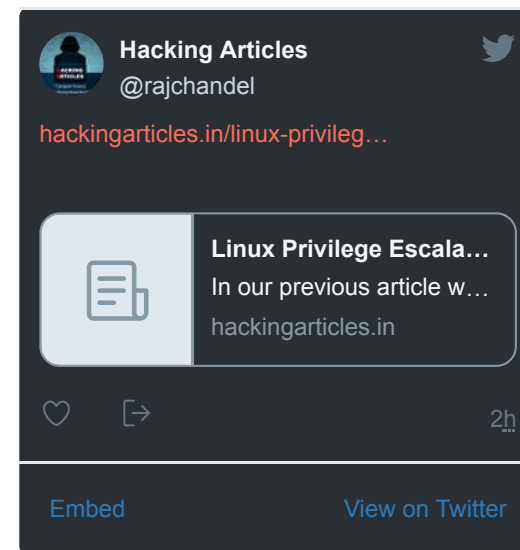 Hacking Articles
@rajchandel
hackingarticles.in/linux-privileg…
Linux Privilege Escala…
In our previous article w…
hackingarticles.in
2h
Embed
View on Twitter